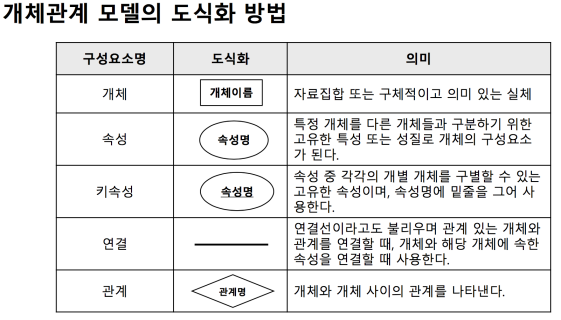 개체관계 모델의 도식화 방법
구성요소명 도식화 의미
개체 개체이름 자료집합 또는 구체적이고 의미 있는 실체
속성 속성명 특정 개체를 다른 개체들과 구분하기 위한
고유한 특성 또는 성질로 개체의 구성요소
가 된다.
키속성 속성명 속성 중 각각의 개별 개체를 구별할 수 있는
고유한 속성이며, 속성명에 밑줄을 그어 사
용한다.
연결 연결선이라고도 불리우며 관계 있는 개체와
관계를 연결할 때, 개체와 해당 개체에 속한
속성을 연결할 때 사용한다.
관계 관계명 개체와 개체 사이의 관계를 나타낸다.